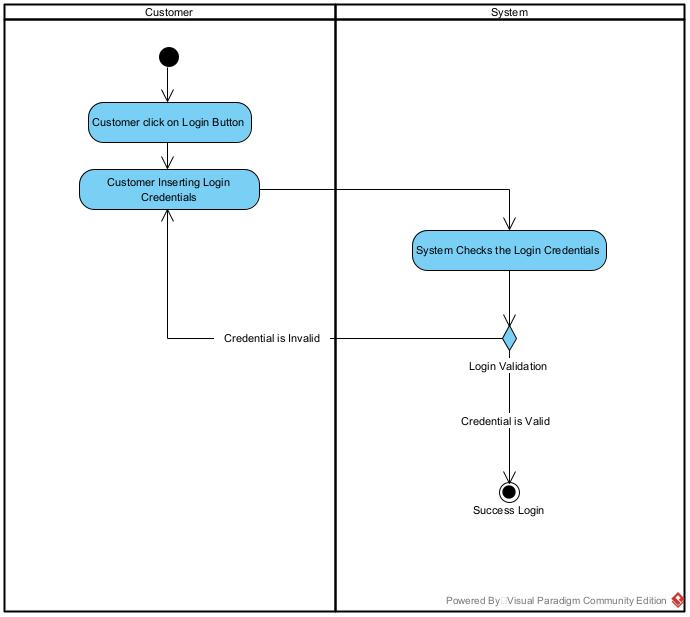 Customer
System
Customer click on Login Button
Customer Inserting Login
Credentials
System Checks the Login Credentials
Credential is Invalid
Login Validation
Credential is Valid
Success Login
Powered By Visual Paradigm Community Edition